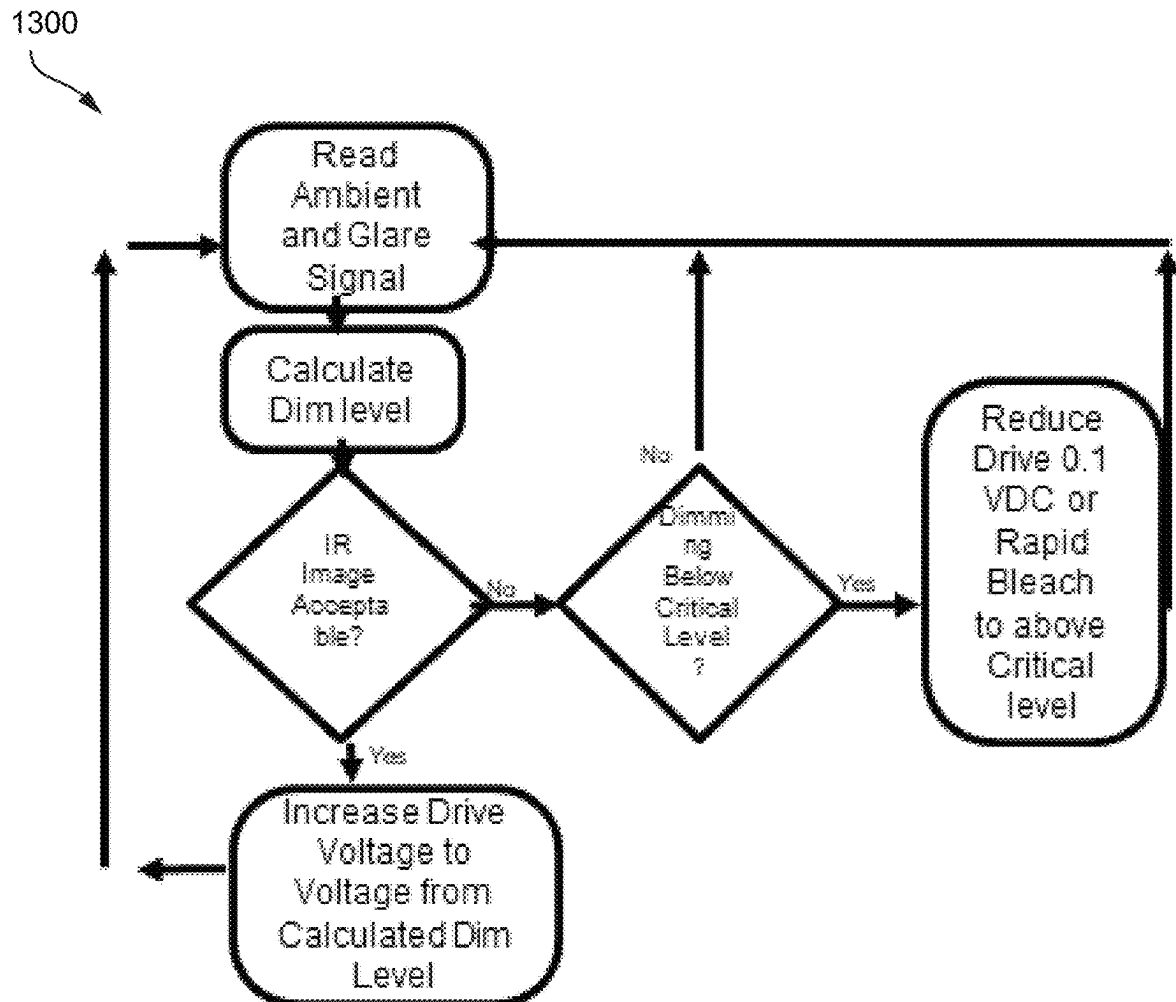 1300
Read
Ambient
and Glare
Signal
Calculate
Dim level
IR
Image
Accepta
ble?
No
Dimmi
ng
Below
Critical
Level
?
No
Yes
Reduce
Drive 0.1
VDC or
Rapid
Bleach
to above
Critical
level
Yes
Increase Drive
Voltage to
Voltage from
Calculated Dim
Level